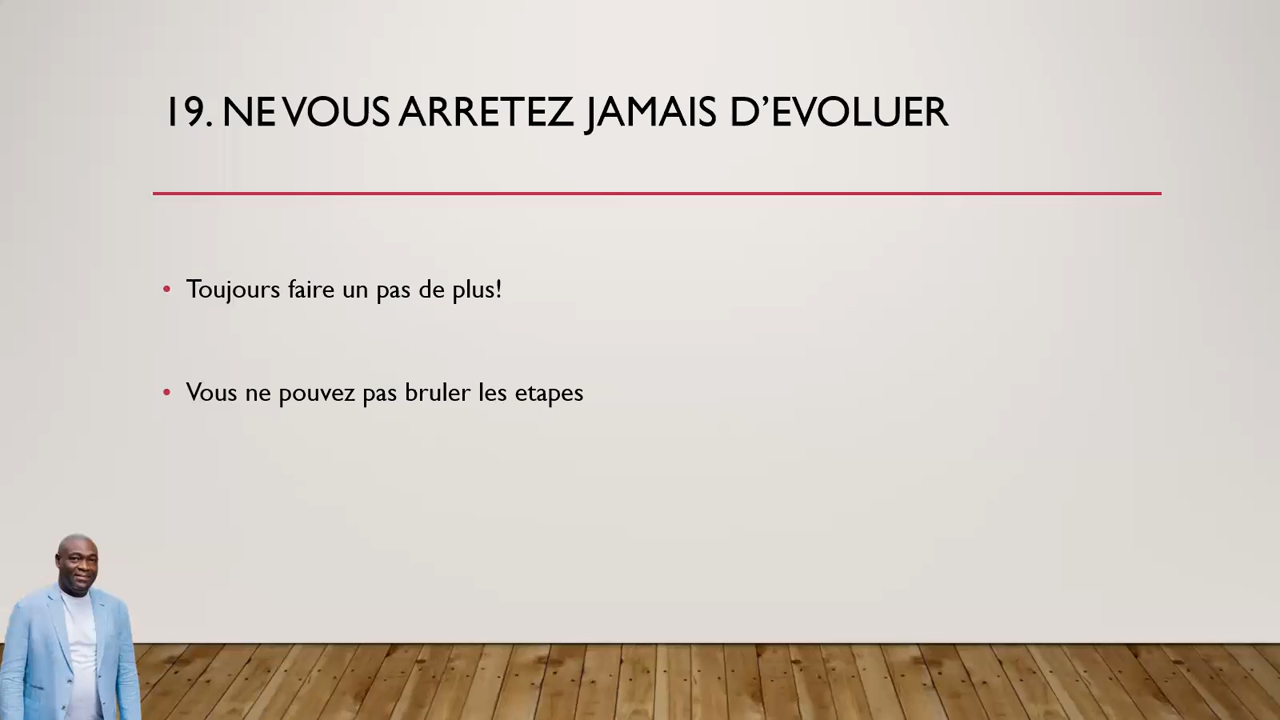 19. NE VOUS ARRETEZ JAMAIS D’EVOLUER
• Toujours faire un pas de plus!
• Vous ne pouvez pas bruler les etapes